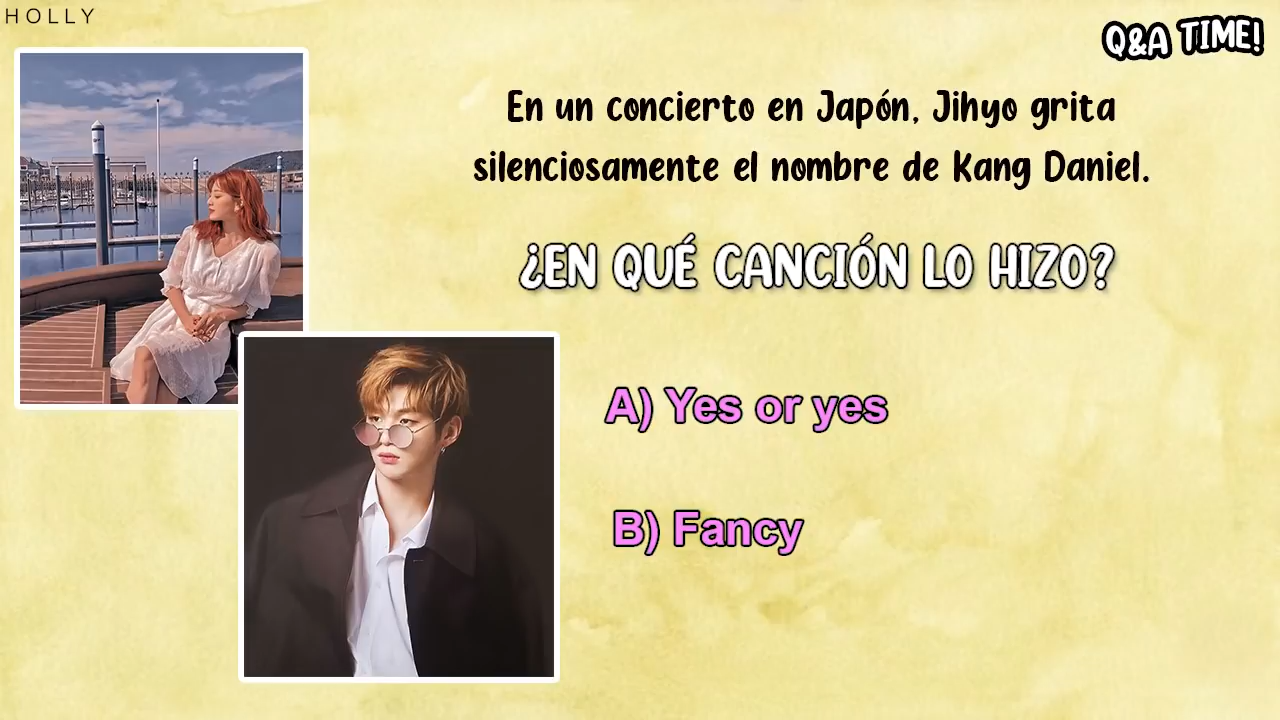 HOLLY
Q&A TIME!
En un concierto en Japón, Jihyo grita
silenciosamente el nombre de Kang Daniel.
¿EN QUÉ CANCIÓN LO HIZO?
A) Yes or yes
B) Fancy